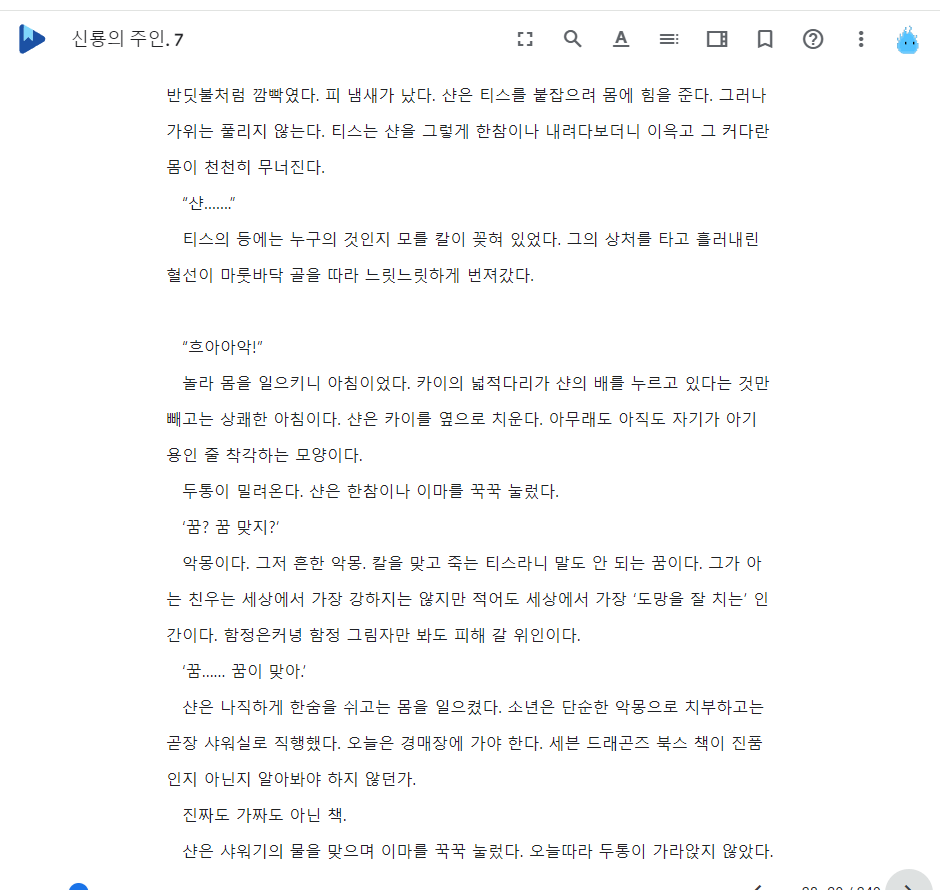 신룡의 주인. 7
반딧불처럼 깜빡였다. 피 냄새가 났다. 샨은 티스를 붙잡으려 몸에 힘을 준다. 그러나
가위는 풀리지 않는다. 티스는 샨을 그렇게 한참이나 내려다보더니 이윽고 그 커다란
몸이 천천히 무너진다.
“샨.......”
티스의 등에는 누구의 것인지 모를 칼이 꽂혀 있었다. 그의 상처를 타고 흘러내린
혈선이 마룻바닥 골을 따라 느릿느릿하게 번져갔다.
“흐아아악!”
놀라 몸을 일으키니 아침이었다. 카이의 넓적다리가 샨의 배를 누르고 있다는 것만
빼고는 상쾌한 아침이다. 샨은 카이를 옆으로 치운다. 아무래도 아직도 자기가 아기
용인 줄 착각하는 모양이다.
두통이 밀려온다. 샨은 한참이나 이마를 꾹꾹 눌렀다.
‘꿈? 꿈 맞지?’
악몽이다. 그저 흔한 악몽. 칼을 맞고 죽는 티스라니 말도 안 되는 꿈이다. 그가 아
는 친우는 세상에서 가장 강하지는 않지만 적어도 세상에서 가장 ‘도망을 잘 치는’ 인
간이다. 함정은커녕 함정 그림자만 봐도 피해 갈 위인이다.
‘꿈...... 꿈이 맞아.’
샨은 나직하게 한숨을 쉬고는 몸을 일으켰다. 소년은 단순한 악몽으로 치부하고는
곧장 샤워실로 직행했다. 오늘은 경매장에 가야 한다. 세븐 드래곤즈 북스 책이 진품
인지 아닌지 알아봐야 하지 않던가.
진짜도 가짜도 아닌 책.
샨은 샤워기의 물을 맞으며 이마를 꾹꾹 눌렀다. 오늘따라 두통이 가라앉지 않았다.